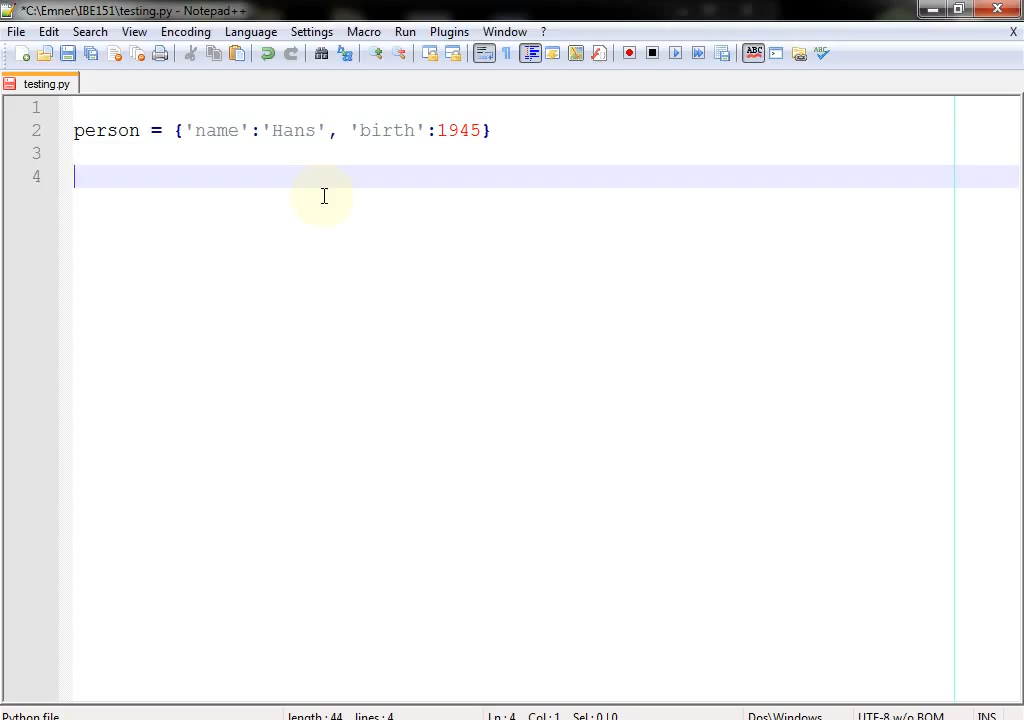 *C:\Emner\IBE151\testing.py - Notepad++
File Edit Search View Encoding Language Settings Macro Run Plugins Window ? X
testing.py
1
2 person = {'name':'Hans', 'birth':1945}
3
4
Python file length : 44 lines : 4 Ln : 4 Col : 1 Sel : 0 | 0 Dos\Windows UTF-8 w/o BOM INS